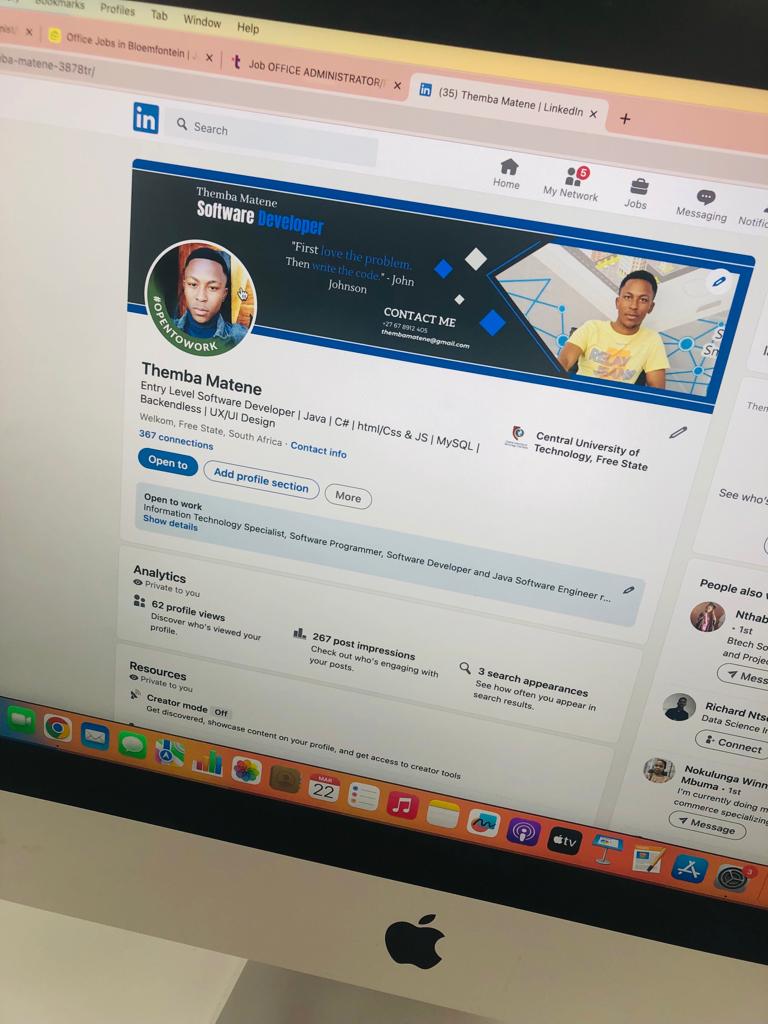 Bookmarks Profiles Tab Window Help
Office Jobs in Bloemfontein |
Job OFFICE ADMINISTRATOR/
(35) Themba Matene | LinkedIn
ba-matene-3878tr/
in
Search
Home
5
My Network
Jobs
Messaging
Notific
Themba Matene
Software Developer
"First love the problem.
Then write the code." - John
Johnson
CONTACT ME
+27 67 8912 405
thembamatene@gmail.com
#OPENTOWORK
Themba Matene
Entry Level Software Developer | Java | C# | html/Css & JS | MySQL |
Backendless | UX/UI Design
Welkom, Free State, South Africa · Contact info
367 connections
Central University of
Technology, Free State
Open to
Add profile section
More
Open to work
Information Technology Specialist, Software Programmer, Software Developer and Java Software Engineer r...
Show details
Analytics
Private to you
62 profile views
Discover who's viewed your
profile.
267 post impressions
Check out who's engaging with
your posts.
3 search appearances
See how often you appear in
search results.
Resources
Private to you
Creator mode Off
Get discovered, showcase content on your profile, and get access to creator tools
Them
See who's
People also v
Nthab
· 1st
Btech So
and Projec
Mess
Richard Nts
Data Science In
Connect
Nokulunga Winn
Mbuma · 1st
I'm currently doing m
commerce specializing
Message
MAR
22
tv
3